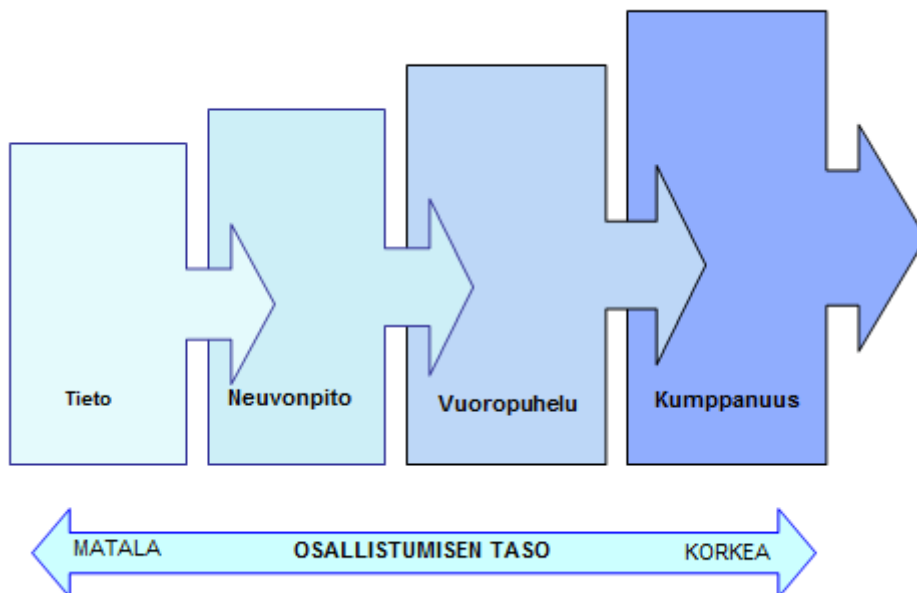 Tieto
Neuvonpito
Vuoropuhelu
Kumppanuus
MATALA
OSALLISTUMISEN TASO
KORKEA